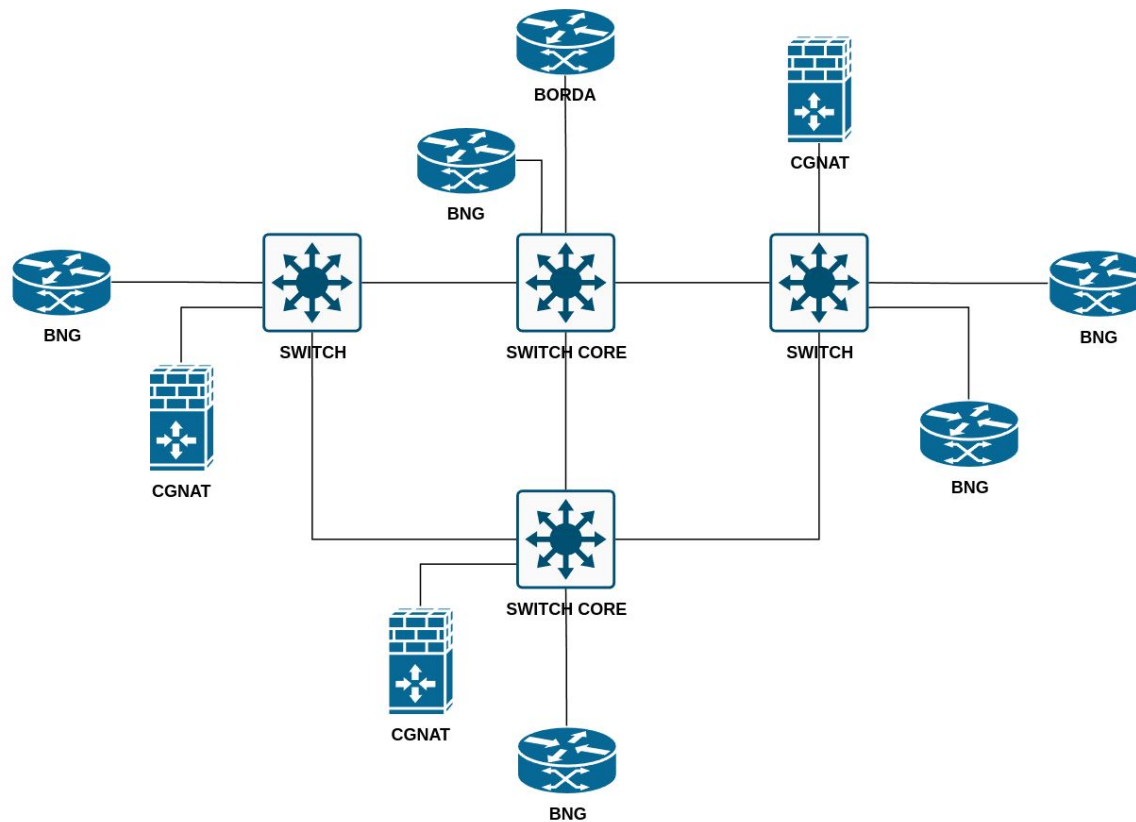 BORDA
CGNAT
BNG
BNG
SWITCH
SWITCH CORE
SWITCH
BNG
CGNAT
BNG
SWITCH CORE
CGNAT
BNG